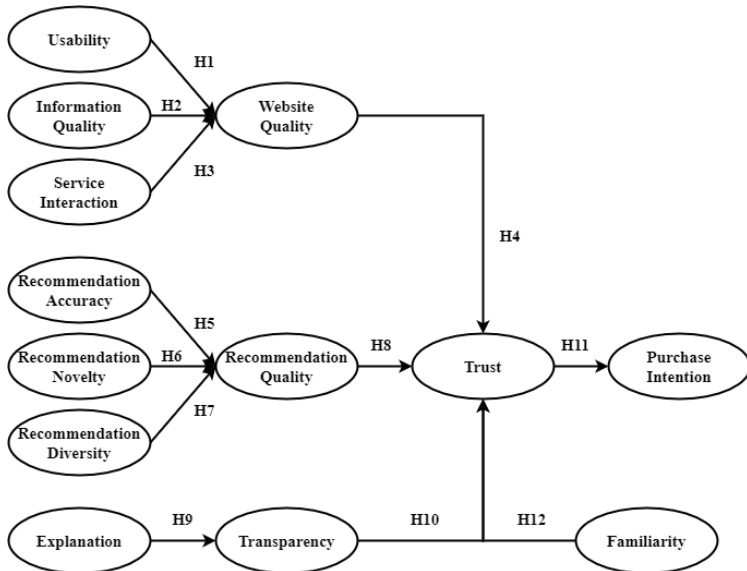 Usability
H1
Information
Quality
H2
Website
Quality
Service
Interaction
H3
H4
Recommendation
Accuracy
H5
Recommendation
Novelty
H6
Recommendation
Quality
H8
Trust
H11
Purchase
Intention
H7
Recommendation
Diversity
Explanation
H9
Transparency
H10
H12
Familiarity